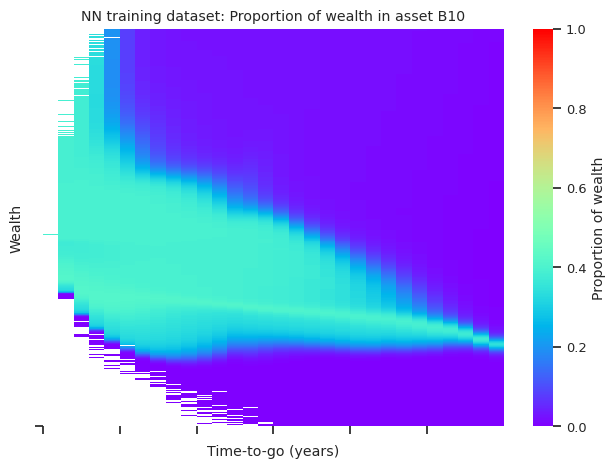 NN training dataset: Proportion of wealth in asset B10
Wealth
Time-to-go (years)
1.0
0.8
0.6
0.4
0.2
0.0
Proportion of wealth